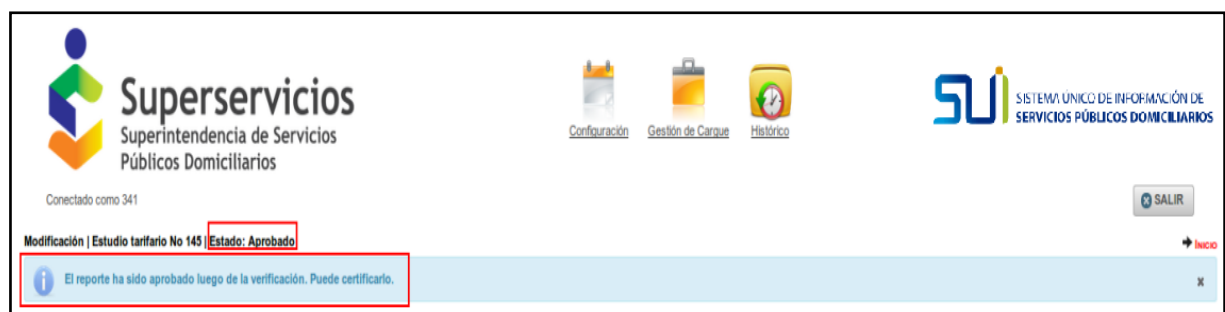 Superservicios
Superintendencia de Servicios
Públicos Domiciliarios
Configuración
Gestión de Cargue
Histórico
sui
SISTEMA ÚNICO DE INFORMACIÓN DE
SERVICIOS PÚBLICOS DOMICILIARIOS
Conectado como 341
SALIR
Modificación | Estudio tarifario No 145 | Estado: Aprobado
INICIO
El reporte ha sido aprobado luego de la verificación. Puede certificarlo.
x